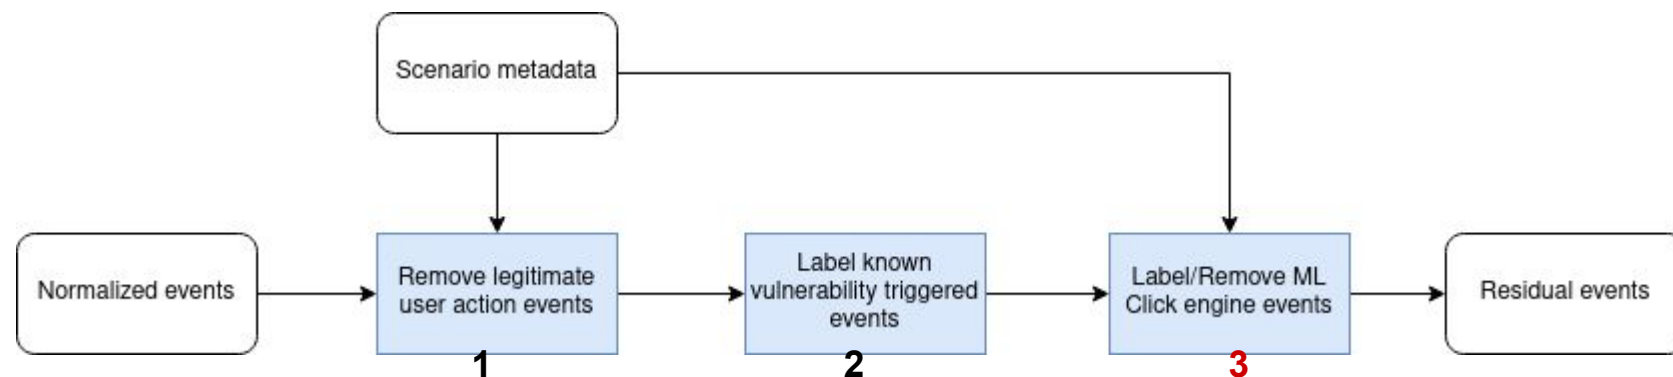 Scenario metadata
Normalized events
Remove legitimate
user action events
Label known
vulnerability triggered
events
Label/Remove ML
Click engine events
Residual events
1
2
3